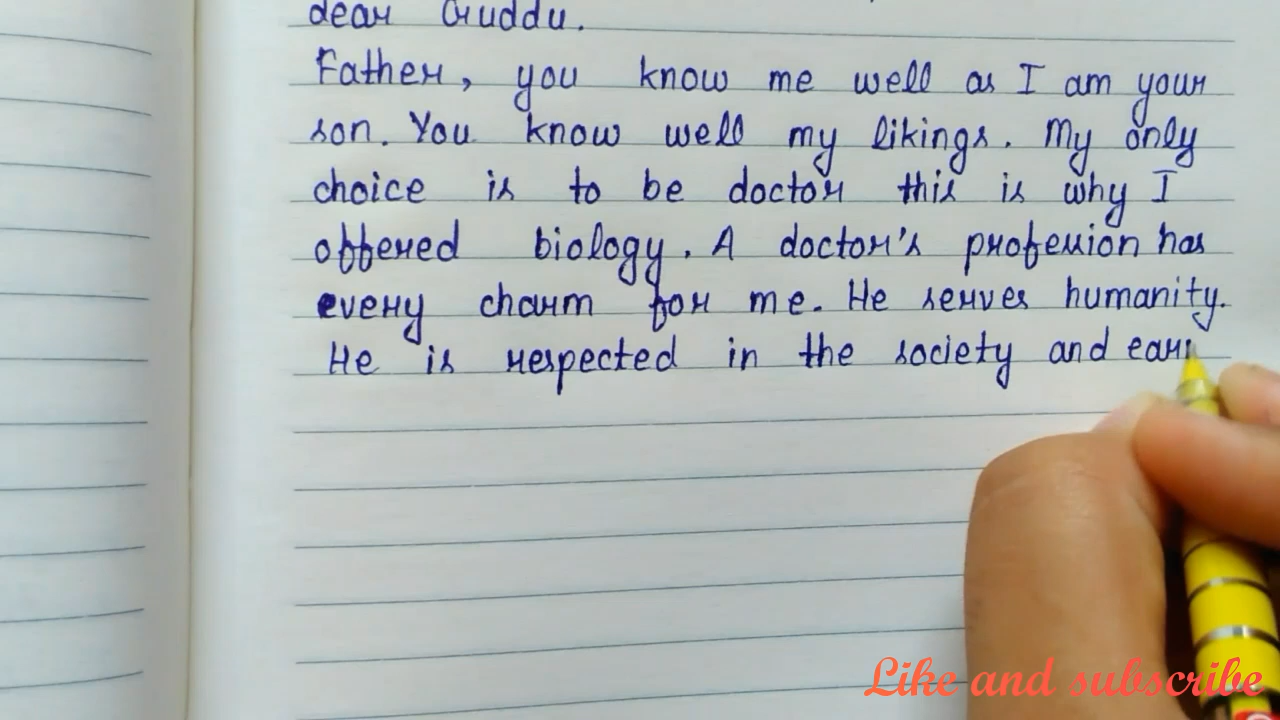 dear Guddu.
Father, you know me well as I am your
son. You know well my likings. My only
choice is to be doctor this is why I
offered biology. A doctor's profession has
every charm for me. He serves humanity.
He is respected in the society and earn
Like and subscribe